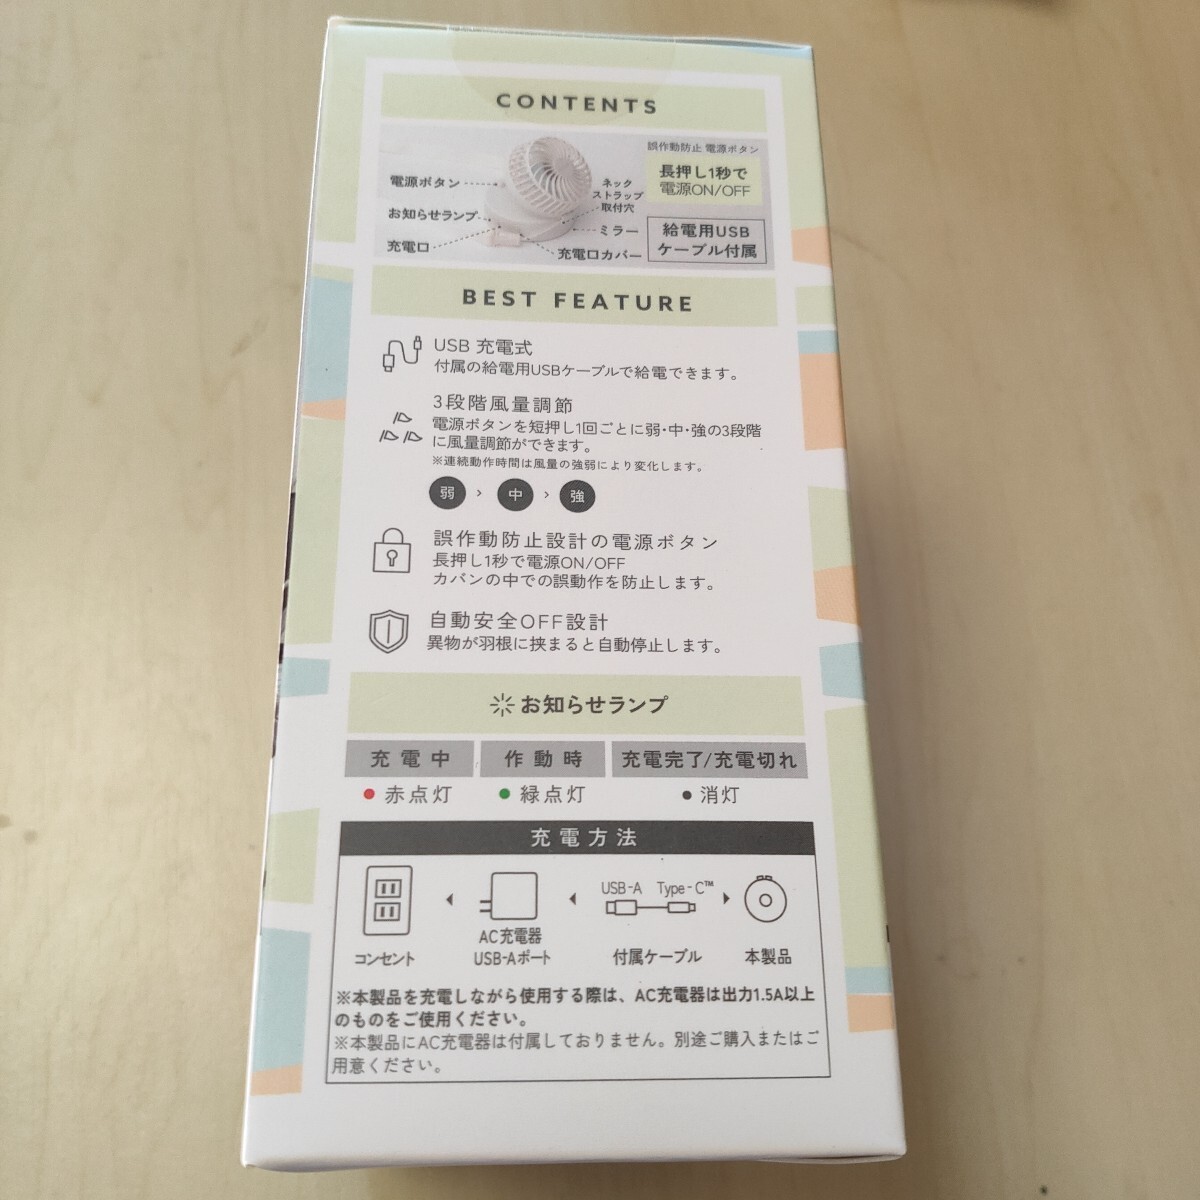 CONTENTS
誤作動防止 電源ボタン
長押し1秒で
電源ON/OFF
給電用USB
ケーブル付属
電源ボタン
お知らせランプ
充電口
ネック
ストラップ
取付穴
ミラー
充電口カバー
BEST FEATURE
USB 充電式
付属の給電用USBケーブルで給電できます。
3段階風量調節
電源ボタンを短押し1回ごとに弱・中・強の3段階
に風量調節ができます。
※連続動作時間は風量の強弱により変化します。
弱 › 中 › 強
誤作動防止設計の電源ボタン
長押し1秒で電源ON/OFF
カバンの中での誤動作を防止します。
自動安全OFF設計
異物が羽根に挟まると自動停止します。
お知らせランプ
充電中 作動時 充電完了/充電切れ
●赤点灯 ●緑点灯 ●消灯
充電方法
USB-A Type-C™
コンセント
AC充電器
USB-Aポート
付属ケーブル
本製品
※本製品を充電しながら使用する際は、AC充電器は出力1.5A以上
のものをご使用ください。
※本製品にAC充電器は付属しておりません。別途ご購入またはご
用意ください。